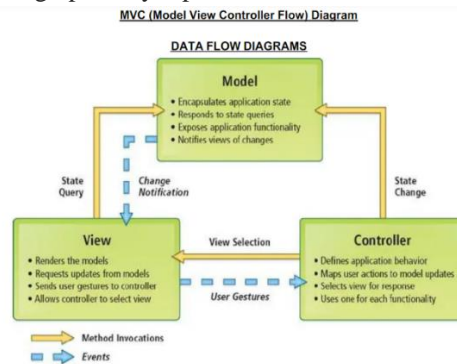 MVC (Model View Controller Flow) Diagram
DATA FLOW DIAGRAMS
Model
• Encapsulates application state
• Responds to state queries
• Exposes application functionality
• Notifies views of changes
State
Query
Change
Notification
State
Change
View
• Renders the models
• Requests updates from models
• Sends user gestures to controller
• Allows controller to select view
View Selection
User Gestures
Controller
• Defines application behavior
• Maps user actions to model updates
• Selects view for response
• Uses one for each functionality
Method Invocations
Events